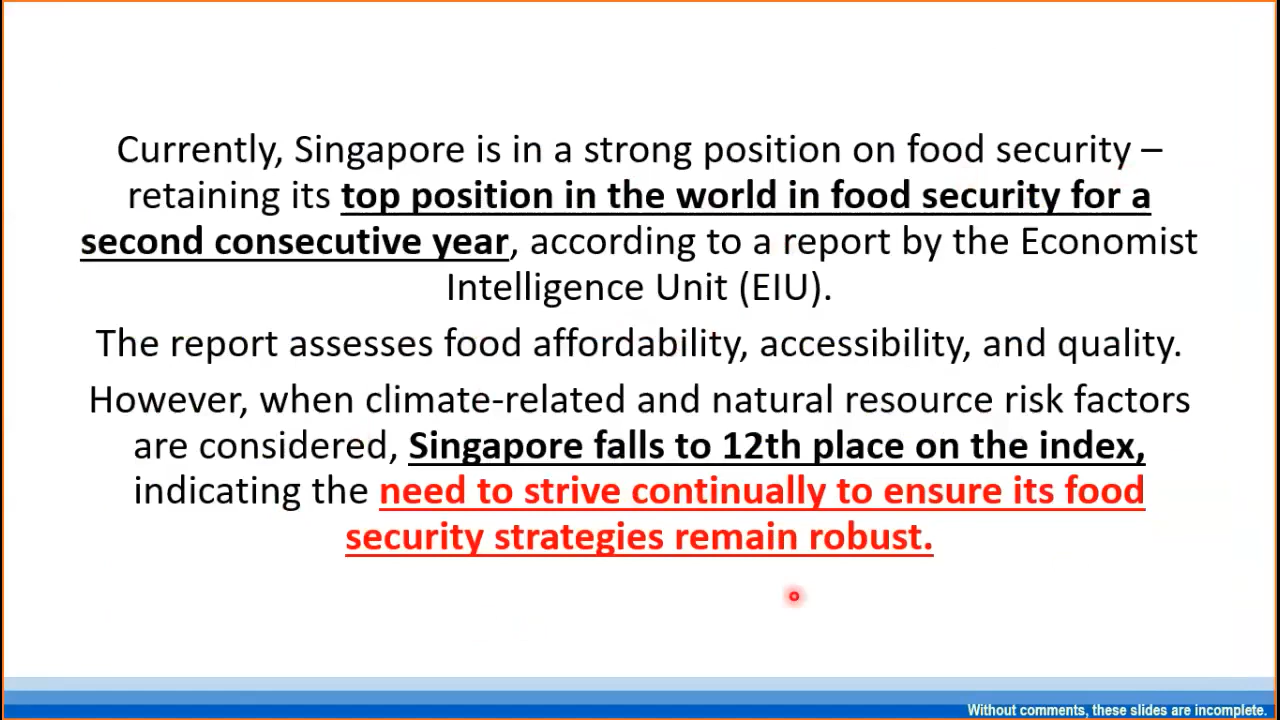 Currently, Singapore is in a strong position on food security –
retaining its top position in the world in food security for a
second consecutive year, according to a report by the Economist
Intelligence Unit (EIU).
The report assesses food affordability, accessibility, and quality.
However, when climate-related and natural resource risk factors
are considered, Singapore falls to 12th place on the index,
indicating the need to strive continually to ensure its food
security strategies remain robust.
Without comments, these slides are incomplete.